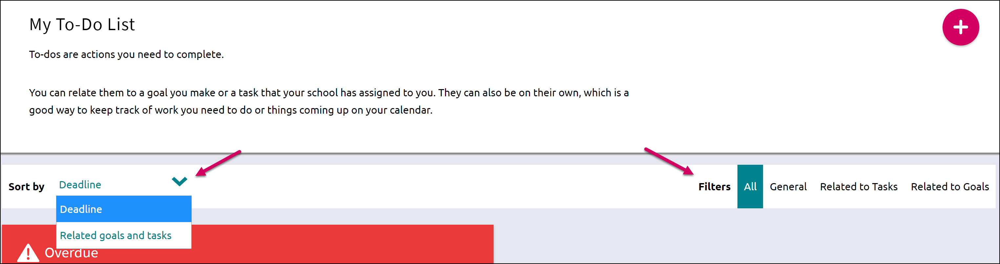 My To-Do List
To-dos are actions you need to complete.
You can relate them to a goal you make or a task that your school has assigned to you. They can also be on their own, which is a
good way to keep track of work you need to do or things coming up on your calendar.
Sort by Deadline
Filters All General Related to Tasks Related to Goals
Deadline
Related goals and tasks
Overdue